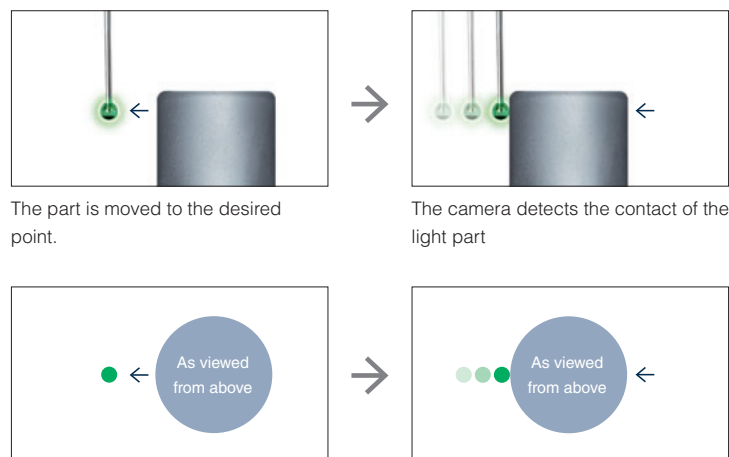 The part is moved to the desired
point.
The camera detects the contact of the
light part
As viewed
from above
As viewed
from above